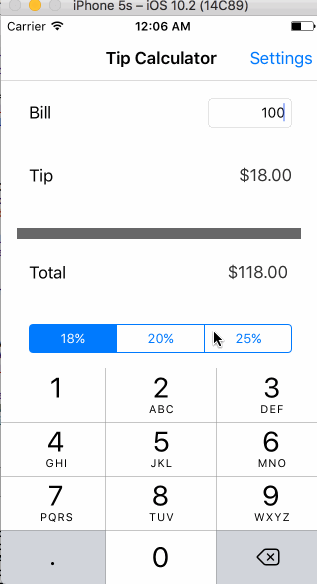 iPhone 5s – iOS 10.2 (14C89)
Carrier 12:06 AM
Tip Calculator Settings
Bill 100
Tip $18.00
Total $118.00
18% 20% 25%
1 2 3
ABC DEF
4 5 6
GHI JKL MNO
7 8 9
PQRS TUV WXYZ
. 0